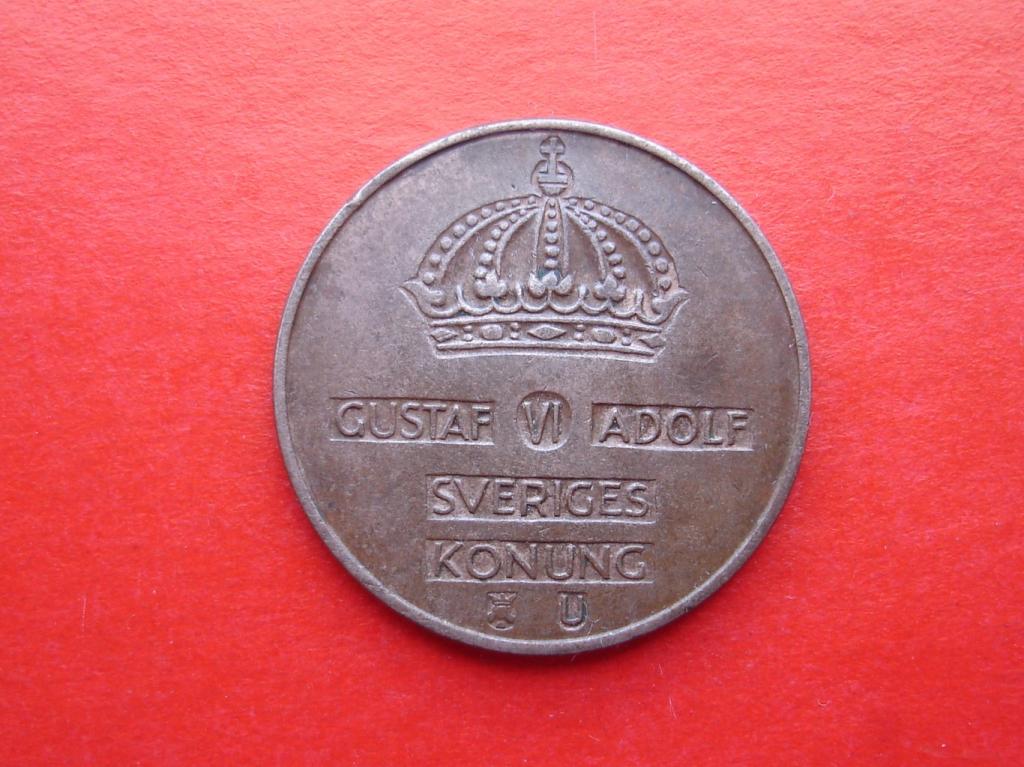 GUSTAF VI ADOLF
SVERIGES
KONUNG
U